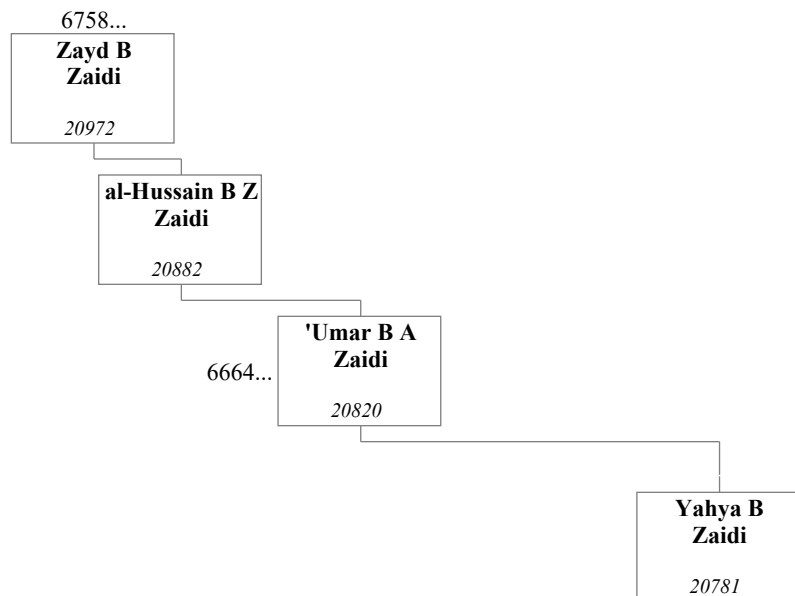 6758...
Zayd B
Zaidi
20972
al-Hussain B Z
Zaidi
20882
'Umar B A
Zaidi
6664...
20820
Yahya B
Zaidi
20781